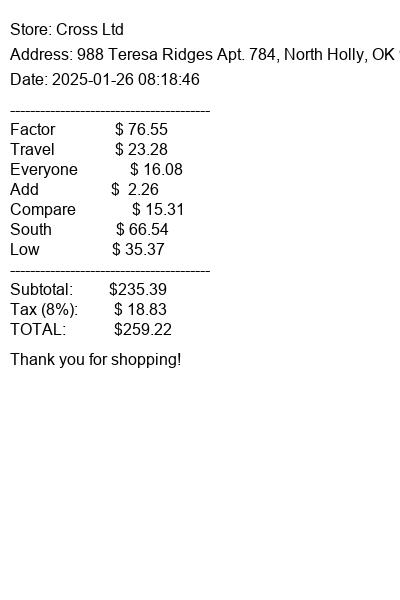 Store: Cross Ltd
Address: 988 Teresa Ridges Apt. 784, North Holly, OK
Date: 2025-01-26 08:18:46
----------------------------------------
Factor $ 76.55
Travel $ 23.28
Everyone $ 16.08
Add $ 2.26
Compare $ 15.31
South $ 66.54
Low $ 35.37
----------------------------------------
Subtotal: $235.39
Tax (8%): $ 18.83
TOTAL: $259.22
Thank you for shopping!